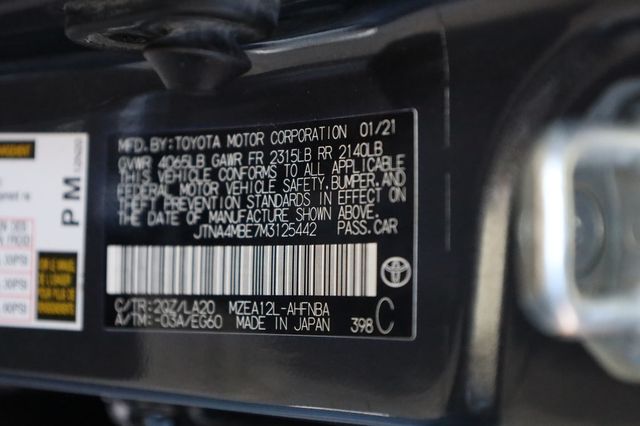 MFD.BY:TOYOTA MOTOR CORPORATION 01/21
GVWR 4065LB GAWR FR 2315LB RR 2140LB
THIS VEHICLE CONFORMS TO ALL APPLICABLE
FEDERAL MOTOR VEHICLE SAFETY, BUMPER, AND
THEFT PREVENTION STANDARDS IN EFFECT ON
THE DATE OF MANUFACTURE SHOWN ABOVE.
JTNA4MBE7M3125442 PASS.CAR
C/TR:2QZ/LA20 MZEA12L-AHFNBA
A/TM:-03A/EG60 MADE IN JAPAN 398 C
PM